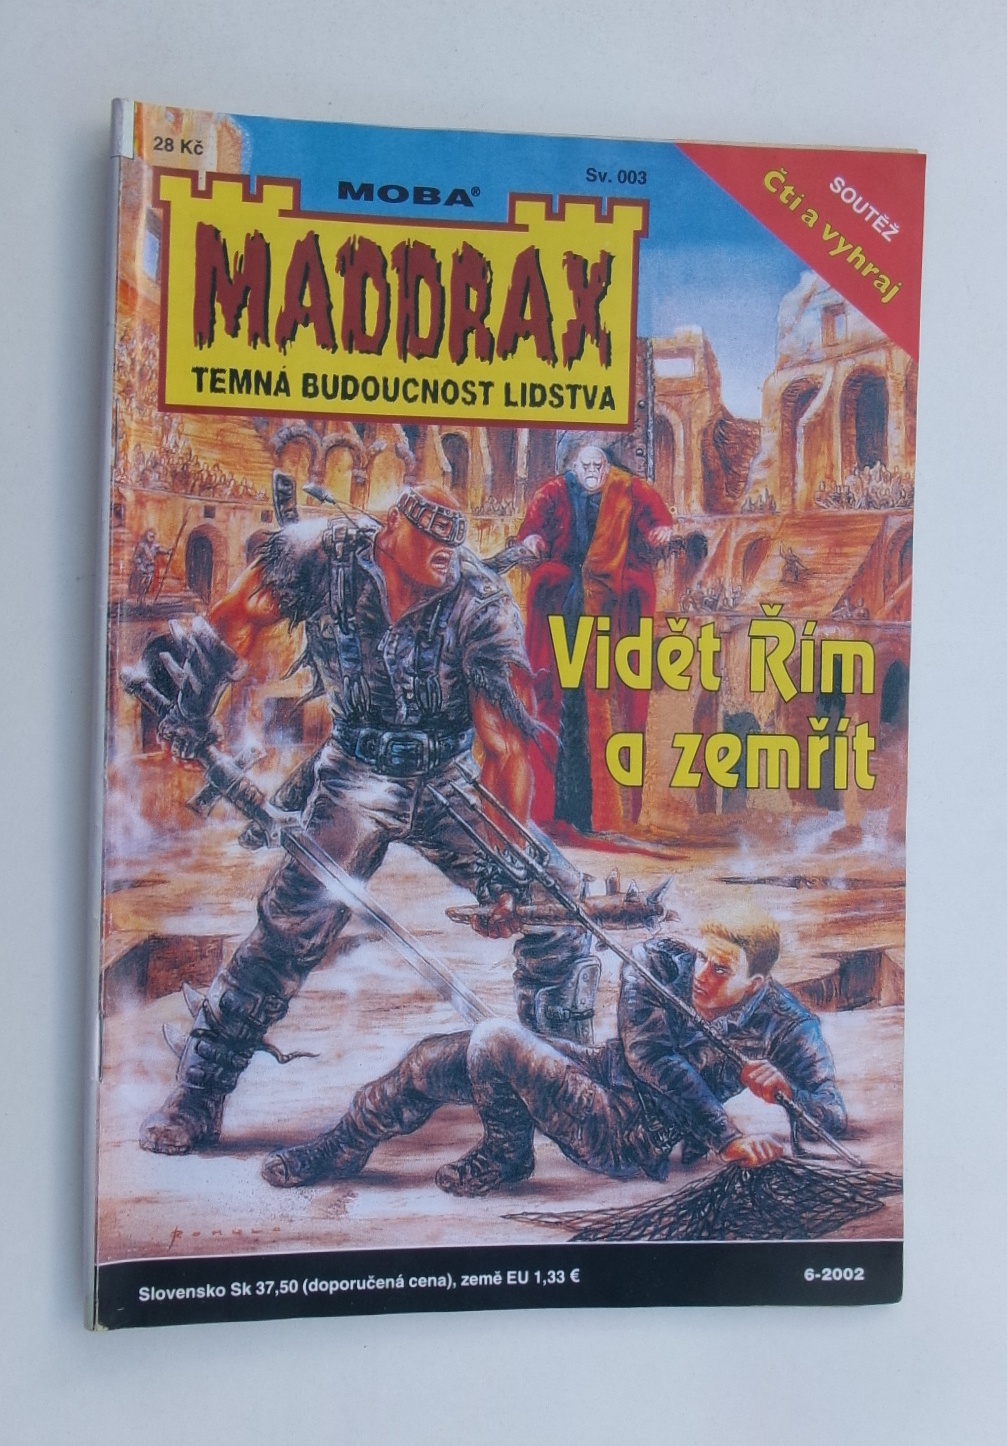 28 Kč
MOBA®
Sv. 003
SOUTĚŽ
Čti a vyhraj
MADDRAX
TEMNÁ BUDOUCNOST LIDSTVA
Vidět Řím
a zemřít
ROMULO
Slovensko Sk 37,50 (doporučená cena), země EU 1,33 €
6-2002